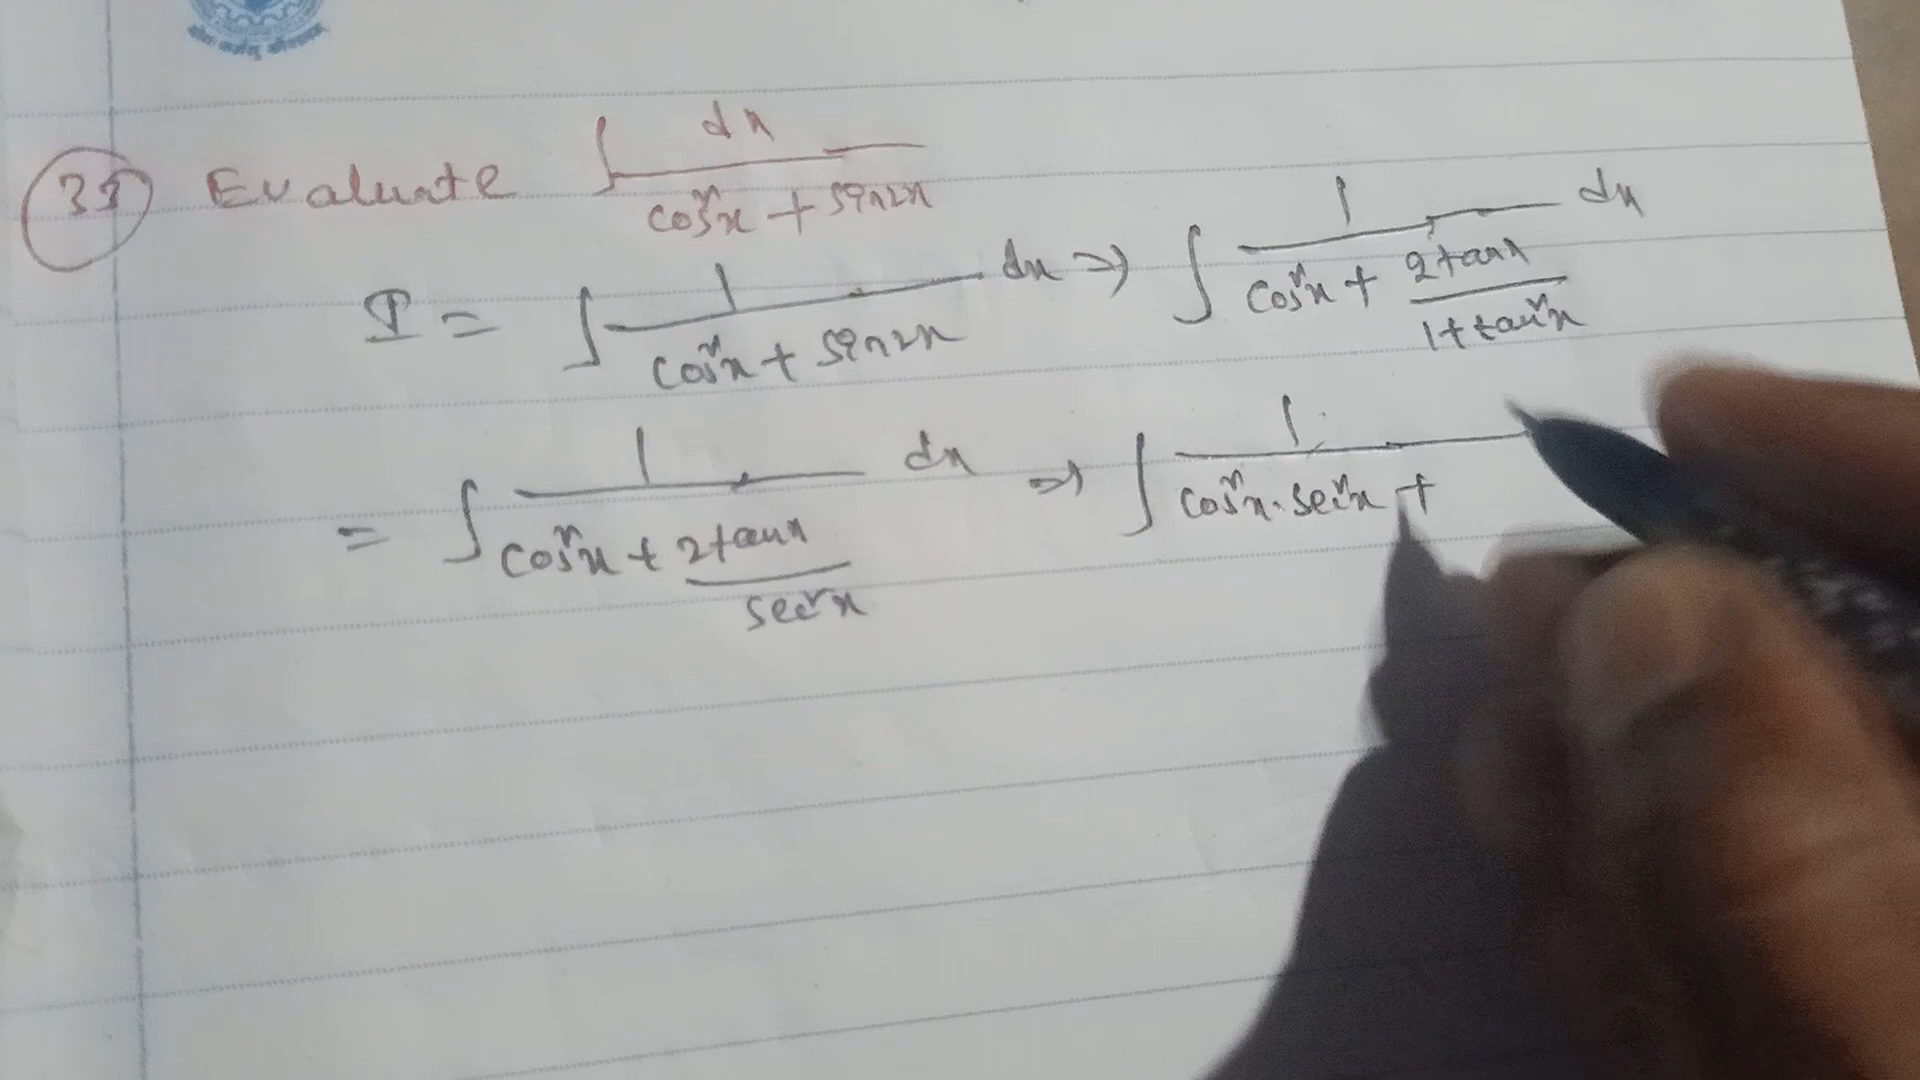 35 Evaluate ∫ dx / (cos²x + sin2x)
I = ∫ 1 / (cos²x + sin2x) dx ⇒ ∫ 1 / (cos²x + 2tanx / (1+tan²x)) dx
= ∫ 1 / (cos²x + 2tanx / sec²x) dx ⇒ ∫ 1 / (cos²x · sec²x +